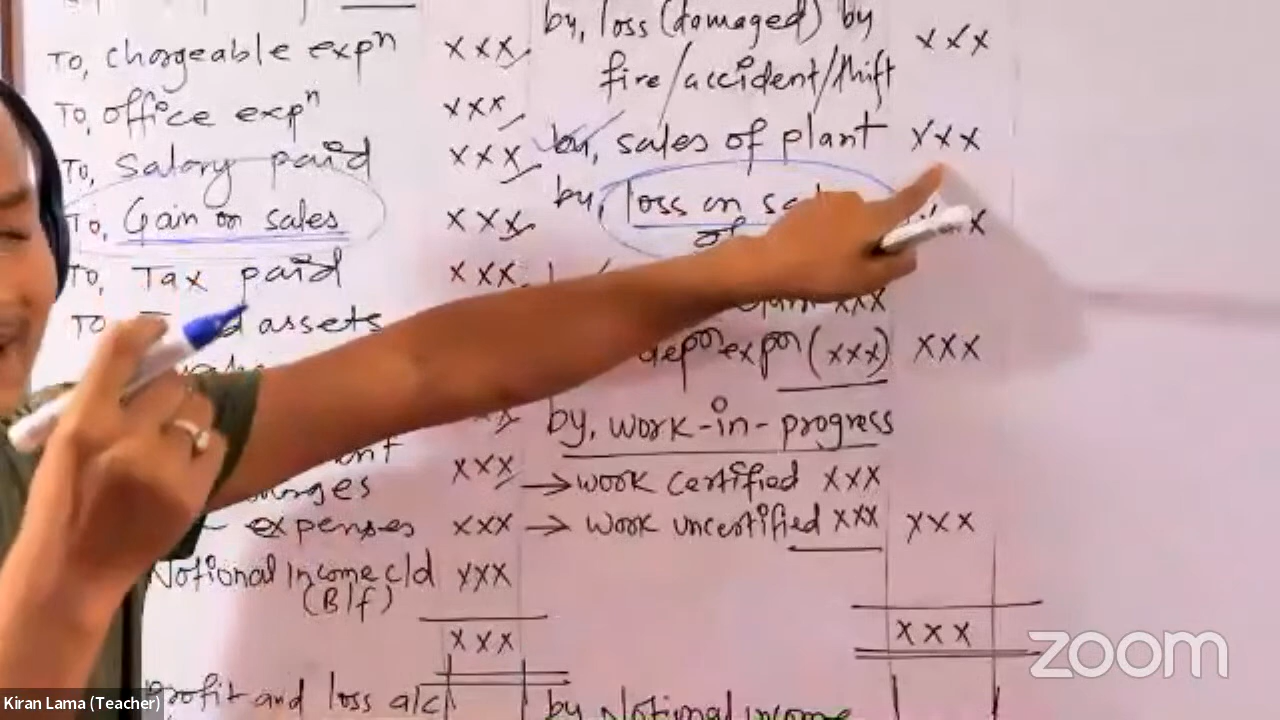 To, chargeable expn
xxx
To, office expn
xxx
To, Salary paid
xxx
To, Gain on sales
xxx
To, Tax paid
xxx
To
assets
xxx
expenses
xxx
Notional Income c/d
xxx
(B/f)
xxx
Profit and loss a/c
by, loss (damaged) by
xxx
fire/accident/thift
by, sales of plant
xxx
by, loss on
of
xxx
depn expn (xxx)
xxx
by, work-in-progress
→ work certified xxx
→ work uncertified xxx
xxx
xxx
by Notional income
zoom
Kiran Lama (Teacher)